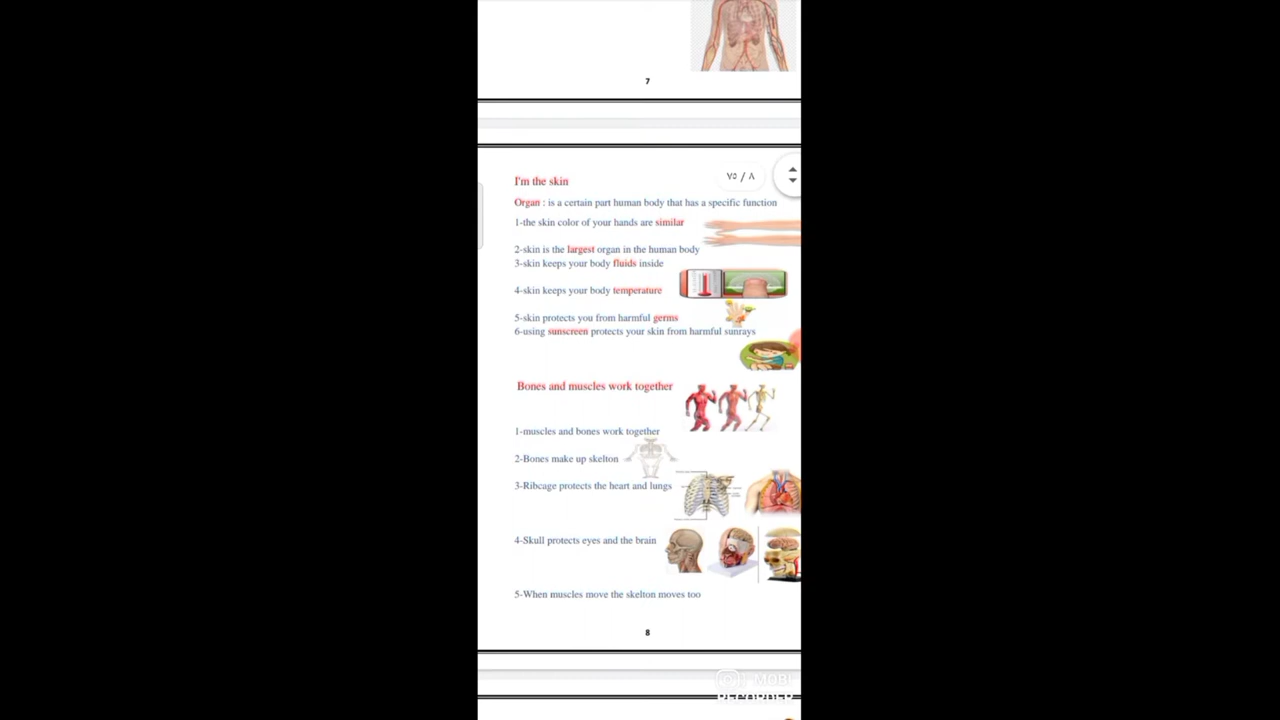 7
I'm the skin
٧٥ / ٨
Organ : is a certain part human body that has a specific function
1-the skin color of your hands are similar
2-skin is the largest organ in the human body
3-skin keeps your body fluids inside
4-skin keeps your body temperature
5-skin protects you from harmful germs
6-using sunscreen protects your skin from harmful sunrays
Bones and muscles work together
1-muscles and bones work together
2-Bones make up skelton
3-Ribcage protects the heart and lungs
4-Skull protects eyes and the brain
5-When muscles move the skelton moves too
8
MOBI
RECORDER